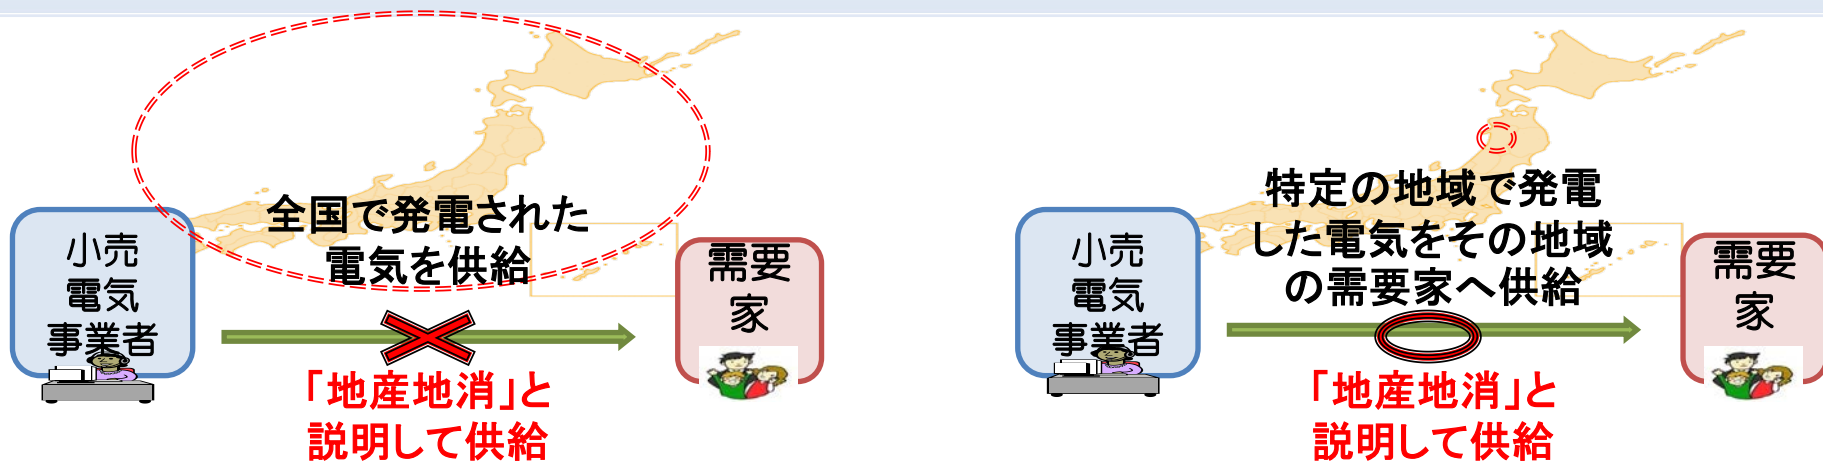 全国で発電された
電気を供給
小売
電気
事業者
需要
家
「地産地消」と
説明して供給
特定の地域で発電
した電気をその地域
の需要家へ供給
小売
電気
事業者
需要
家
「地産地消」と
説明して供給